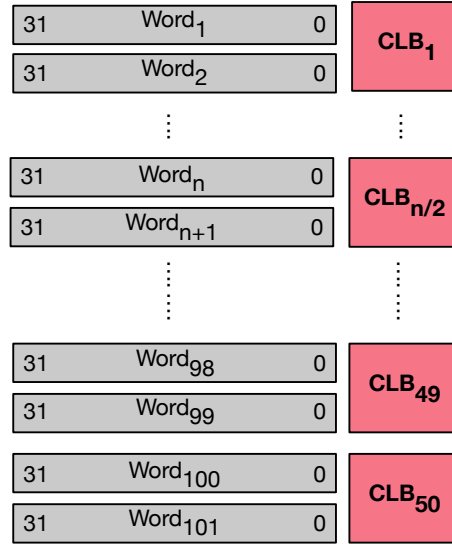 31 Word₁ 0 CLB₁
31 Word₂ 0
31 Wordₙ 0 CLBₙ/₂
31 Wordₙ₊₁ 0
31 Word₉₈ 0 CLB₄₉
31 Word₉₉ 0
31 Word₁₀₀ 0 CLB₅₀
31 Word₁₀₁ 0